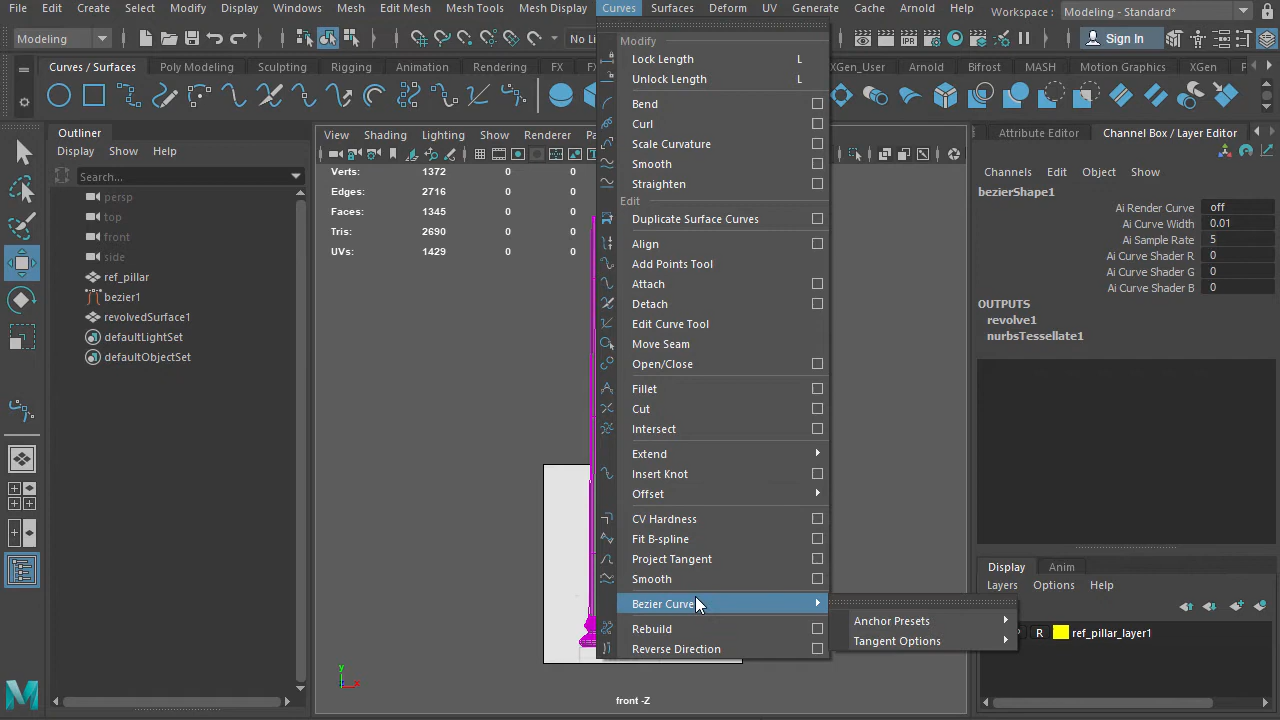 File Edit Create Select Modify Display Windows Mesh Edit Mesh Mesh Tools Mesh Display Curves Surfaces Deform UV Generate Cache Arnold Help Workspace : Modeling - Standard*
Modeling No Li Sign In
Curves / Surfaces Poly Modeling Sculpting Rigging Animation Rendering FX XGen_User Arnold Bifrost MASH Motion Graphics XGen
Outliner
Display Show Help
Search...
persp
top
front
side
ref_pillar
bezier1
revolvedSurface1
defaultLightSet
defaultObjectSet
View Shading Lighting Show Renderer
Verts: 1372 0 0
Edges: 2716 0 0
Faces: 1345 0 0
Tris: 2690 0 0
UVs: 1429 0 0
front -Z
y
Modify
Lock Length L
Unlock Length L
Bend
Curl
Scale Curvature
Smooth
Straighten
Edit
Duplicate Surface Curves
Align
Add Points Tool
Attach
Detach
Edit Curve Tool
Move Seam
Open/Close
Fillet
Cut
Intersect
Extend
Insert Knot
Offset
CV Hardness
Fit B-spline
Project Tangent
Smooth
Bezier Curve
Rebuild
Reverse Direction
Anchor Presets
Tangent Options
Attribute Editor Channel Box / Layer Editor
Channels Edit Object Show
bezierShape1
Ai Render Curve off
Ai Curve Width 0.01
Ai Sample Rate 5
Ai Curve Shader R 0
Ai Curve Shader G 0
Ai Curve Shader B 0
OUTPUTS
revolve1
nurbsTessellate1
Display Anim
Layers Options Help
R ref_pillar_layer1